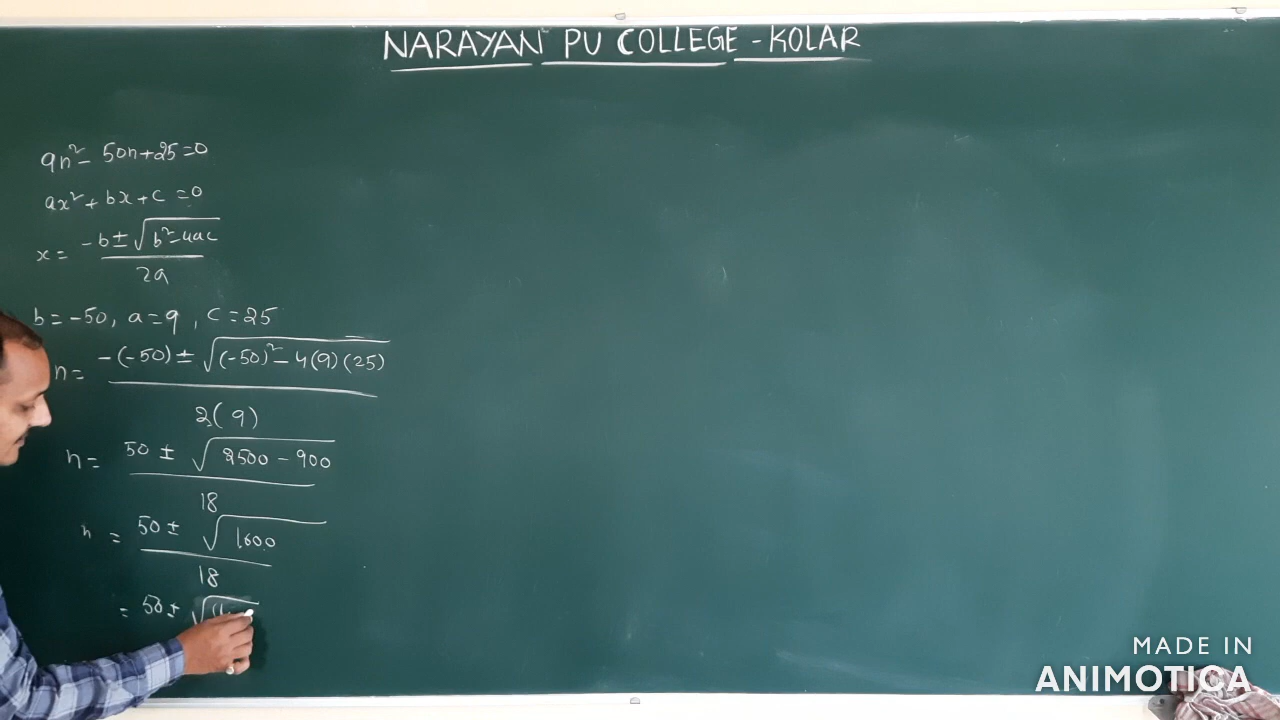 NARAYAN PU COLLEGE - KOLAR
9n² - 50n + 25 = 0
ax² + bx + c = 0
x = -b ± √b² - 4ac / 2a
b = -50, a = 9, c = 25
n = -(-50) ± √(-50)² - 4(9)(25) / 2(9)
n = 50 ± √2500 - 900 / 18
n = 50 ± √1600 / 18
= 50 ± √
MADE IN
ANIMOTICA